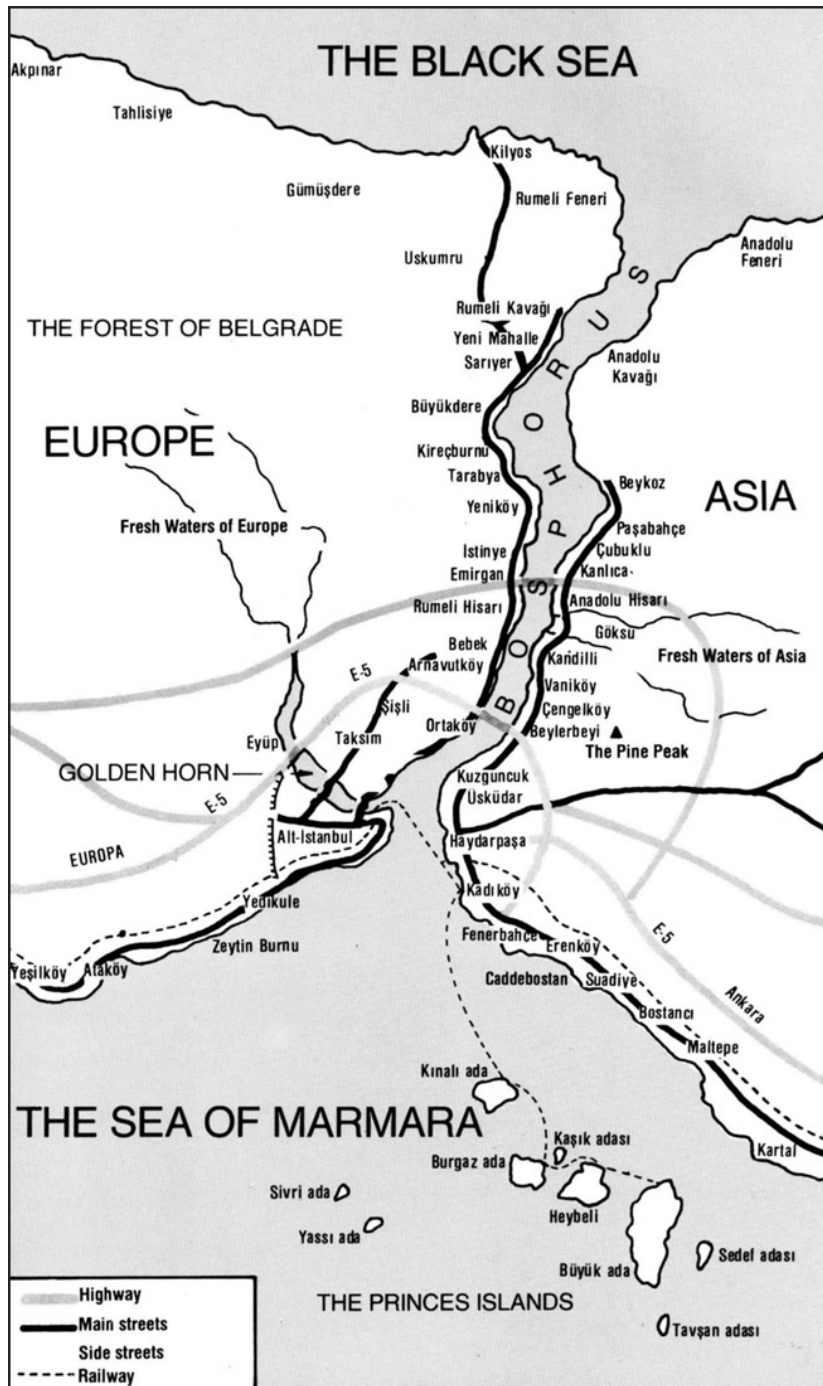 THE BLACK SEA
Akpınar
Tahlisiye
Kilyos
Gümüşdere
Rumeli Feneri
Anadolu
Feneri
Uskumru
Rumeli Kavağı
THE FOREST OF BELGRADE
Yeni Mahalle
Sarıyer
Anadolu
Kavağı
BOSPHORUS
Büyükdere
EUROPE
Kireçburnu
Tarabya
Beykoz
ASIA
Yeniköy
Fresh Waters of Europe
Paşabahçe
İstinye
Çubuklu
Emirgan
Kanlıca
Rumeli Hisarı
Anadolu Hisarı
Göksu
Bebek
Arnavutköy
Kandilli
Fresh Waters of Asia
E-5
Vaniköy
Şişli
Çengelköy
Ortaköy
Beylerbeyi
Eyüp
Taksim
The Pine Peak
GOLDEN HORN
Kuzguncuk
Üsküdar
E-5
Alt-İstanbul
Haydarpaşa
EUROPA
Kadıköy
Yedikule
Fenerbahçe
Erenköy
E-5
Zeytin Burnu
Yeşilköy
Ataköy
Caddebostan
Suadiye
Ankara
Bostancı
Maltepe
Kınalı ada
THE SEA OF MARMARA
Kaşık adası
Kartal
Burgaz ada
Sivri ada
Heybeli
Yassı ada
Sedef adası
Büyük ada
Highway
THE PRINCES ISLANDS
Main streets
Tavşan adası
Side streets
Railway